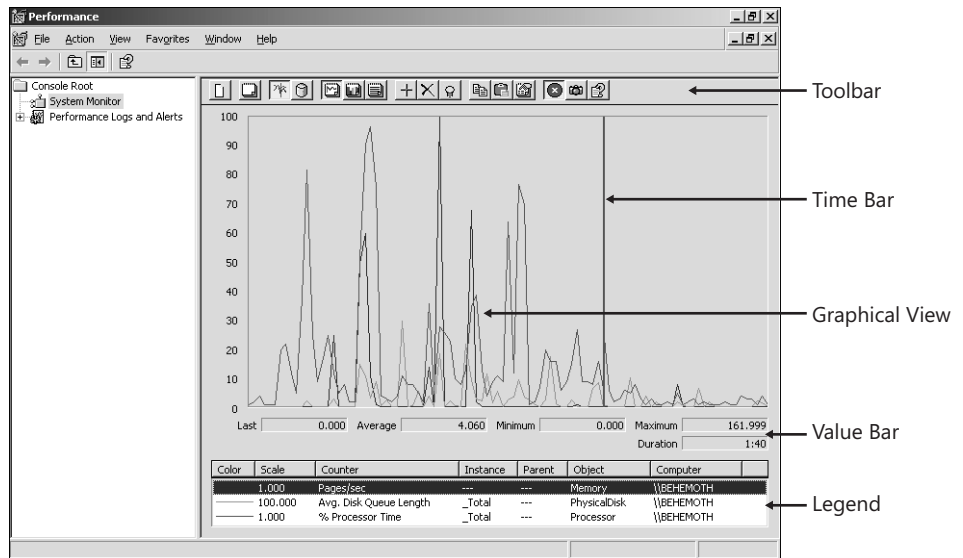 Performance
File Action View Favorites Window Help
Console Root
System Monitor
Performance Logs and Alerts
Toolbar
100
90
80
70
60
50
40
30
20
10
0
Time Bar
Graphical View
Last 0.000 Average 4.060 Minimum 0.000 Maximum 161.999
Duration 1:40
Value Bar
Color Scale Counter Instance Parent Object Computer
1.000 Pages/sec --- --- Memory \\BEHEMOTH
100.000 Avg. Disk Queue Length _Total --- PhysicalDisk \\BEHEMOTH
1.000 % Processor Time _Total --- Processor \\BEHEMOTH
Legend